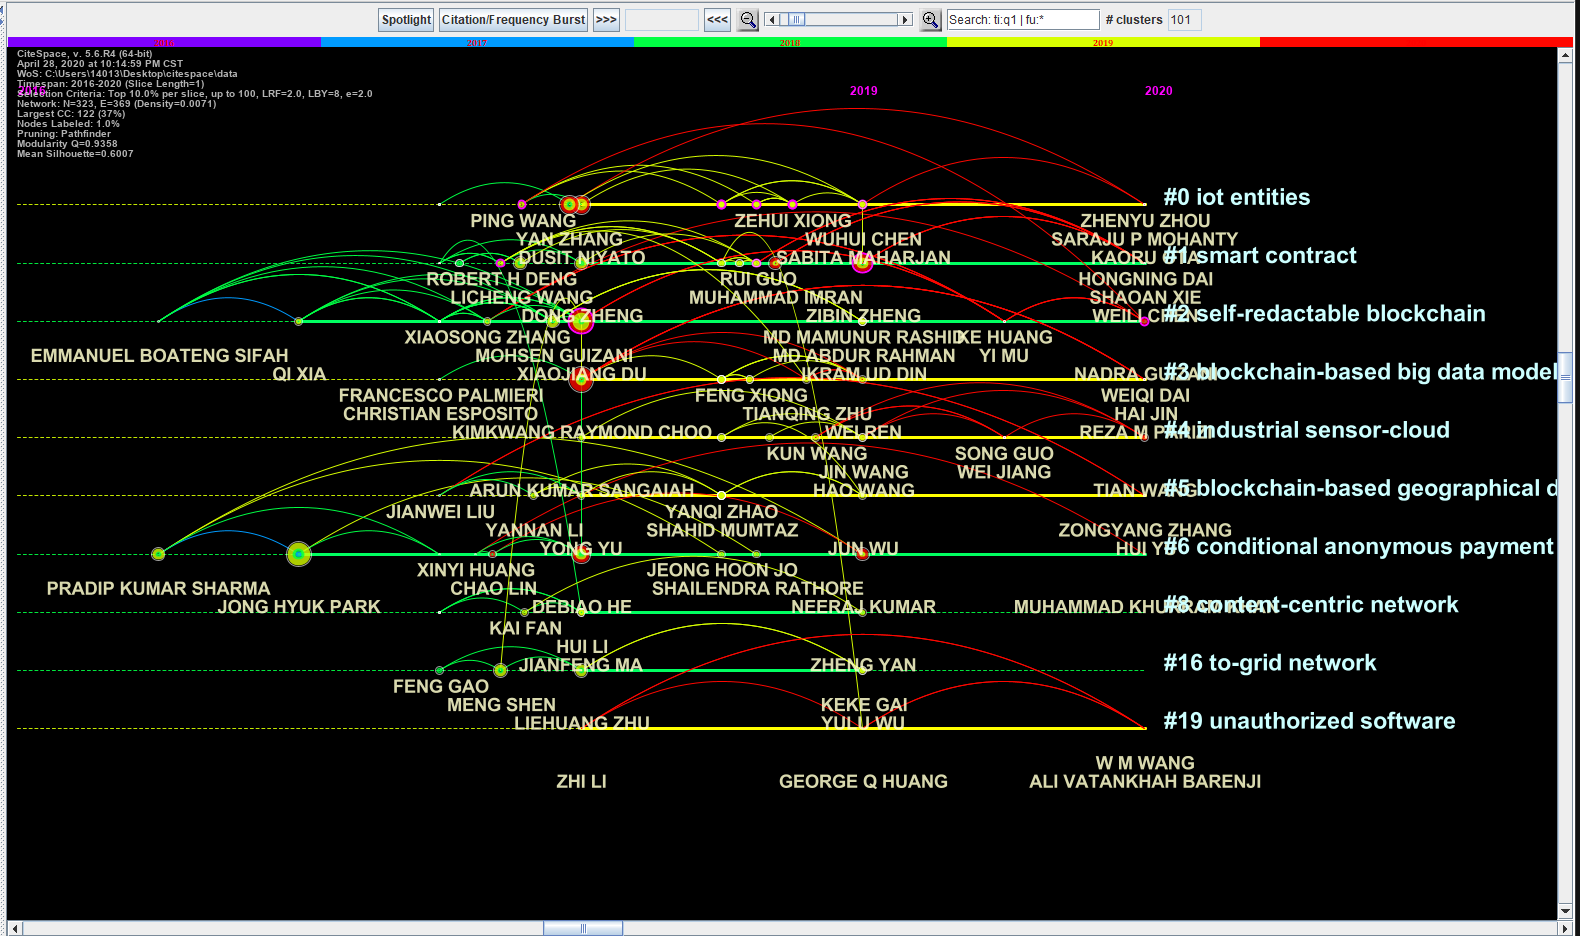 Spotlight Citation/Frequency Burst >>> <<< Search: ti:q1 | fu:* # clusters 101
2016 2017 2018 2019
CiteSpace, v. 5.6.R4 (64-bit)
April 28, 2020 at 10:14:59 PM CST
WoS: C:\Users\14013\Desktop\citespace\data
Timespan: 2016-2020 (Slice Length=1)
Selection Criteria: Top 10.0% per slice, up to 100, LRF=2.0, LBY=8, e=2.0
Network: N=323, E=369 (Density=0.0071)
Largest CC: 122 (37%)
Nodes Labeled: 1.0%
Pruning: Pathfinder
Modularity Q=0.9358
Mean Silhouette=0.6007
2019 2020
#0 iot entities
PING WANG ZEHUI XIONG ZHENYU ZHOU
YAN ZHANG WUHUI CHEN SARAJU P MOHANTY
DUSIT NIYATO SABITA MAHARJAN KAORU OTA #1 smart contract
ROBERT H DENG RUI GUO HONGNING DAI
LICHENG WANG MUHAMMAD IMRAN SHAOAN XIE
DONG ZHENG ZIBIN ZHENG WEILI CHEN #2 self-redactable blockchain
XIAOSONG ZHANG MD MAMUNUR RASHID KE HUANG
EMMANUEL BOATENG SIFAH MOHSEN GUIZANI MD ABDUR RAHMAN YI MU
QI XIA XIAOJIANG DU IKRAM UD DIN NADRA GUIZANI #3 blockchain-based big data model
FRANCESCO PALMIERI FENG XIONG WEIQI DAI
CHRISTIAN ESPOSITO TIANQING ZHU HAI JIN
KIMKWANG RAYMOND CHOO WEI REN REZA M PARIZI #4 industrial sensor-cloud
KUN WANG SONG GUO
JIN WANG WEI JIANG
ARUN KUMAR SANGAIAH HAO WANG TIAN WANG #5 blockchain-based geographical d
JIANWEI LIU YANQI ZHAO
YANNAN LI SHAHID MUMTAZ ZONGYANG ZHANG
YONG YU JUN WU #6 conditional anonymous payment
XINYI HUANG JEONG HOON JO
PRADIP KUMAR SHARMA CHAO LIN SHAILENDRA RATHORE
JONG HYUK PARK DEBIAO HE NEERAJ KUMAR MUHAMMAD KHURRAM KHAN #8 content-centric network
KAI FAN
HUI LI
JIANFENG MA ZHENG YAN #16 to-grid network
FENG GAO
MENG SHEN KEKE GAI
LIEHUANG ZHU YULU WU #19 unauthorized software
W M WANG
ZHI LI GEORGE Q HUANG ALI VATANKHAH BARENJI